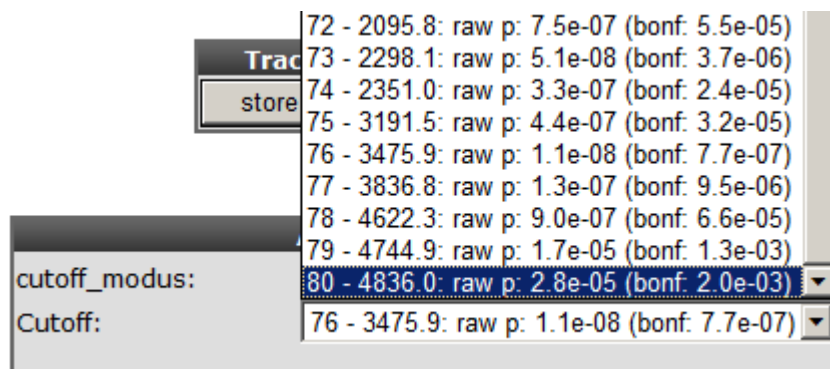 72 - 2095.8: raw p: 7.5e-07 (bonf: 5.5e-05)
Trac
73 - 2298.1: raw p: 5.1e-08 (bonf: 3.7e-06)
74 - 2351.0: raw p: 3.3e-07 (bonf: 2.4e-05)
store
75 - 3191.5: raw p: 4.4e-07 (bonf: 3.2e-05)
76 - 3475.9: raw p: 1.1e-08 (bonf: 7.7e-07)
77 - 3836.8: raw p: 1.3e-07 (bonf: 9.5e-06)
78 - 4622.3: raw p: 9.0e-07 (bonf: 6.6e-05)
79 - 4744.9: raw p: 1.7e-05 (bonf: 1.3e-03)
cutoff_modus:
80 - 4836.0: raw p: 2.8e-05 (bonf: 2.0e-03)
Cutoff:
76 - 3475.9: raw p: 1.1e-08 (bonf: 7.7e-07)